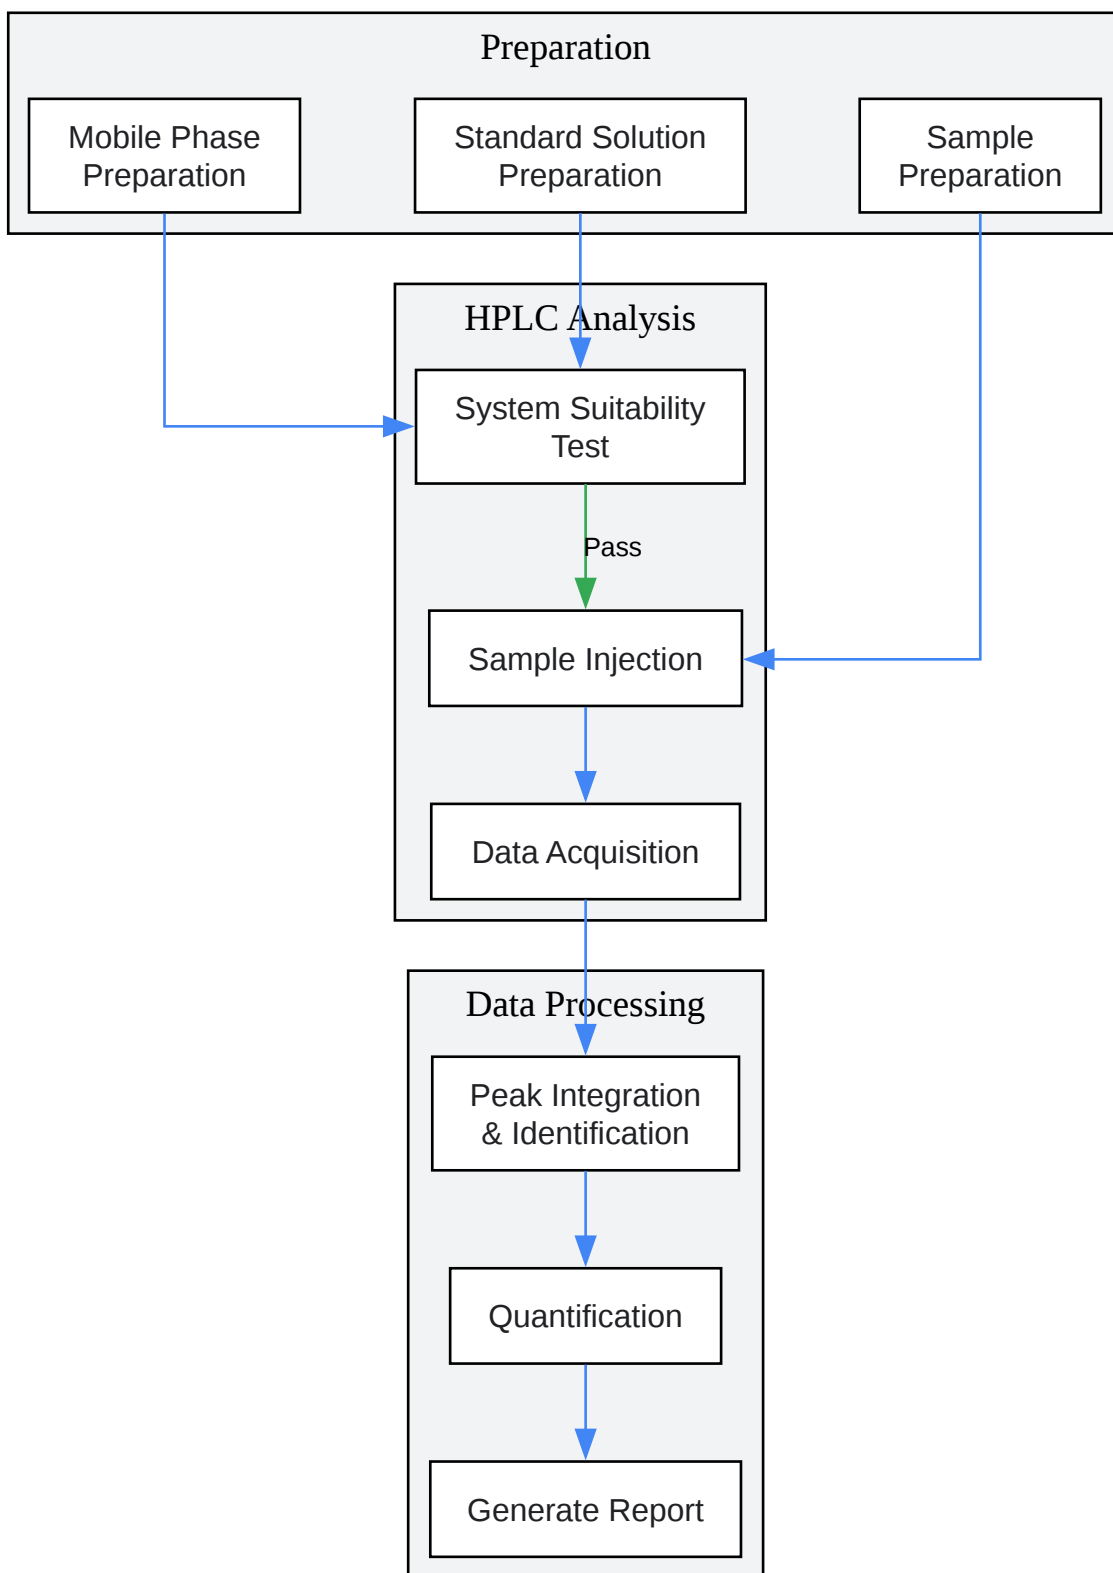 Preparation
Mobile Phase
Preparation
Standard Solution
Preparation
Sample
Preparation
HPLC Analysis
System Suitability
Test
Pass
Sample Injection
Data Acquisition
Data Processing
Peak Integration
& Identification
Quantification
Generate Report